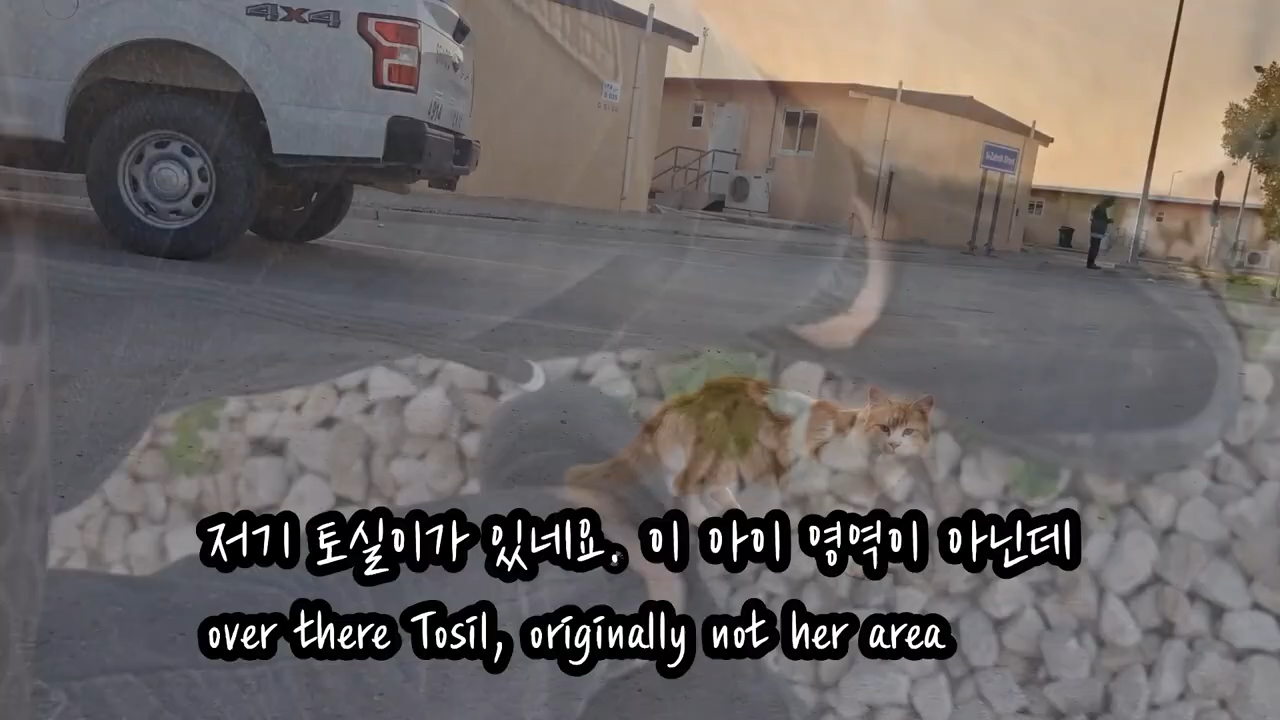 4x4
저기 토실이가 있네요. 이 아이 영역이 아닌데
over there Tosil, originally not her area